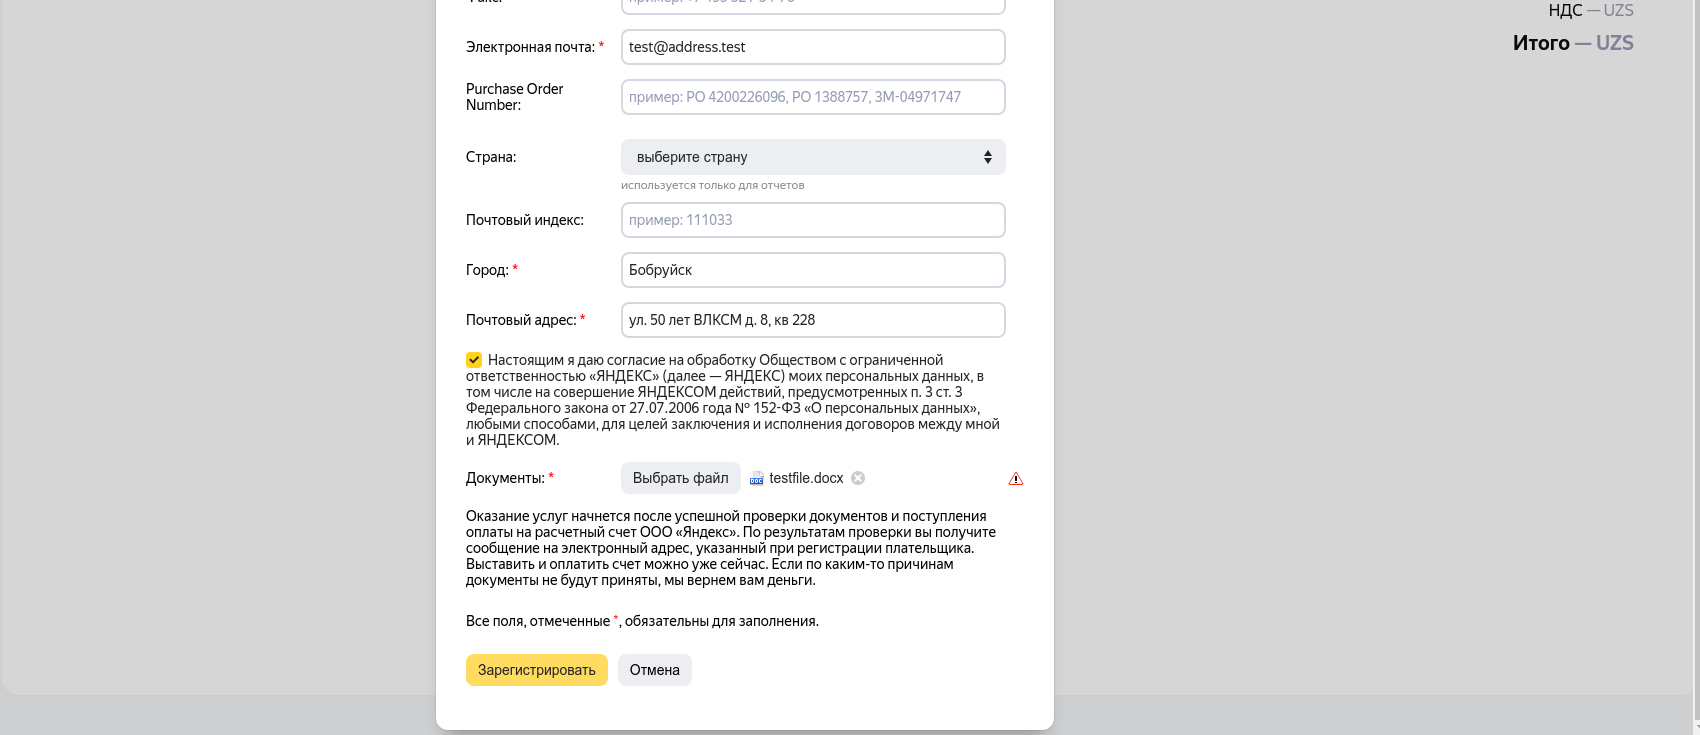 НДС — UZS
Итого — UZS
Электронная почта: *
test@address.test
Purchase Order
Number:
пример: PO 4200226096, PO 1388757, ЗМ-04971747
Страна:
выберите страну
используется только для отчетов
Почтовый индекс:
пример: 111033
Город: *
Бобруйск
Почтовый адрес: *
ул. 50 лет ВЛКСМ д. 8, кв 228
Настоящим я даю согласие на обработку Обществом с ограниченной
ответственностью «ЯНДЕКС» (далее — ЯНДЕКС) моих персональных данных, в
том числе на совершение ЯНДЕКСОМ действий, предусмотренных п. 3 ст. 3
Федерального закона от 27.07.2006 года № 152-ФЗ «О персональных данных»,
любыми способами, для целей заключения и исполнения договоров между мной
и ЯНДЕКСОМ.
Документы: *
Выбрать файл
testfile.docx
Оказание услуг начнется после успешной проверки документов и поступления
оплаты на расчетный счет ООО «Яндекс». По результатам проверки вы получите
сообщение на электронный адрес, указанный при регистрации плательщика.
Выставить и оплатить счет можно уже сейчас. Если по каким-то причинам
документы не будут приняты, мы вернем вам деньги.
Все поля, отмеченные *, обязательны для заполнения.
Зарегистрировать
Отмена